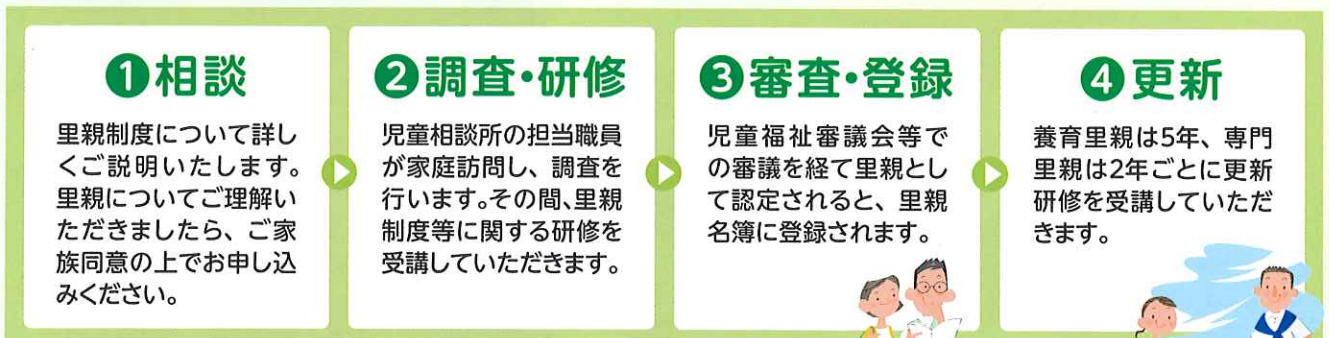 ❶相談
里親制度について詳し
くご説明いたします。
里親についてご理解い
ただきましたら、ご家
族同意の上でお申し込
みください。
❷調査・研修
児童相談所の担当職員
が家庭訪問し、調査を
行います。その間、里親
制度等に関する研修を
受講していただきます。
❸審査・登録
児童福祉審議会等で
の審議を経て里親とし
て認定されると、里親
名簿に登録されます。
❹更新
養育里親は5年、専門
里親は2年ごとに更新
研修を受講していただ
きます。